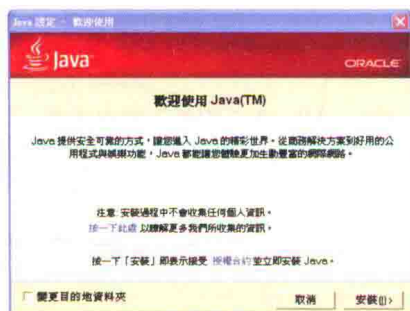 Java 設定 - 歡迎使用
Java
ORACLE
歡迎使用 Java(TM)
Java 提供安全可靠的方式，讓您進入 Java 的精彩世界。從商務解決方案到好用的公
用程式與娛樂功能，Java 都能讓您體驗更加生動豐富的網際網路。
注意: 安裝過程中不會收集任何個人資訊。
按一下此處 以瞭解更多我們所收集的資訊。
按一下「安裝」即表示接受 授權合約 並立即安裝 Java。
變更目的地資料夾
取消
安裝(I)>